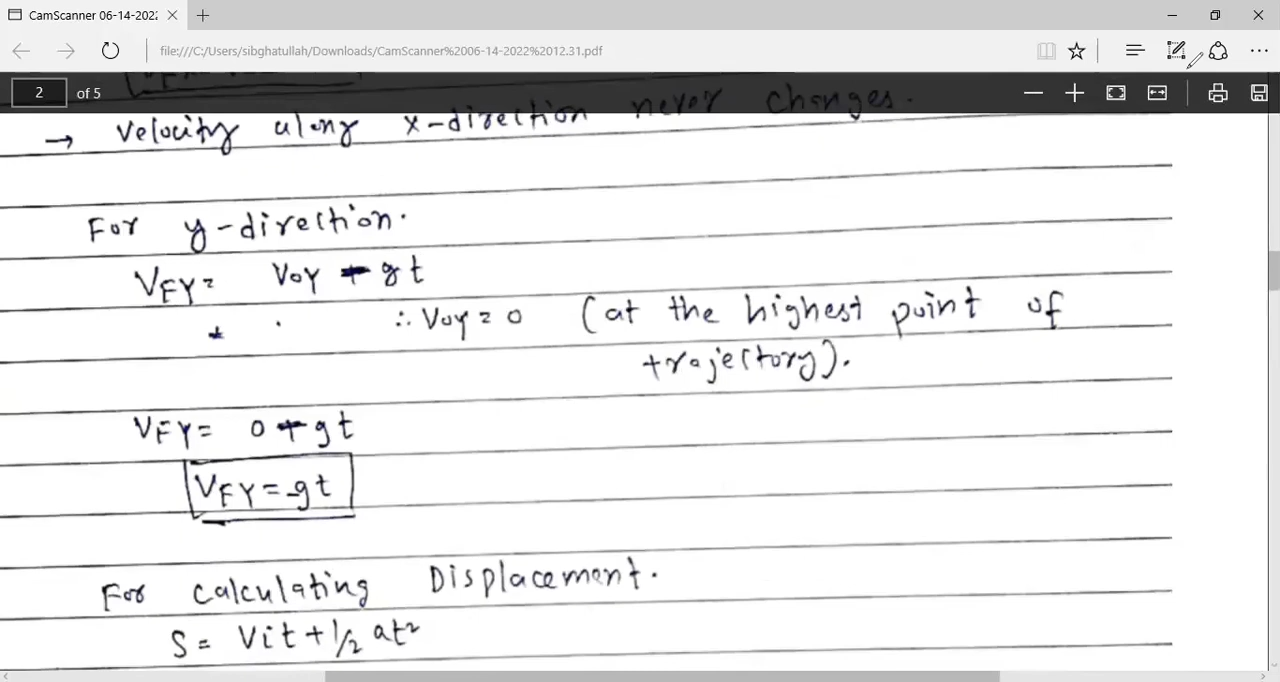 CamScanner 06-14-202
file:///C:/Users/sibghatullah/Downloads/CamScanner%2006-14-2022%2012.31.pdf
2 of 5
→ Velocity along x-direction never changes.
For y-direction.
VFY= VoY - gt
∴ Voy = 0 (at the highest point of
trajectory).
VFY= 0 - gt
VFY = -gt
For calculating Displacement.
S = Vit + 1/2 at²